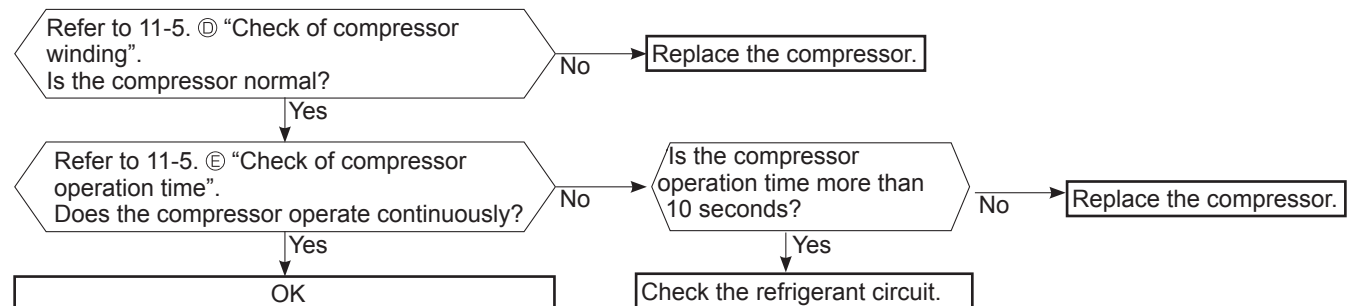 Refer to 11-5. Ⓓ “Check of compressor
winding”.
Is the compressor normal?
No
Replace the compressor.
Yes
Refer to 11-5. Ⓔ “Check of compressor
operation time”.
Does the compressor operate continuously?
No
Is the compressor
operation time more than
10 seconds?
No
Replace the compressor.
Yes
OK
Yes
Check the refrigerant circuit.